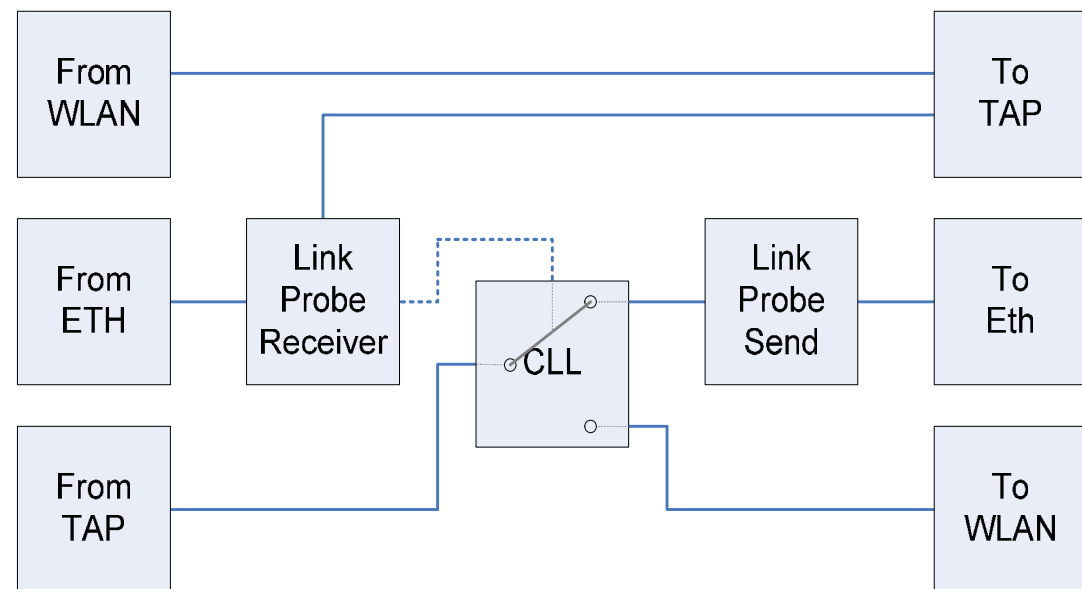 From
WLAN
To
TAP
From
ETH
Link
Probe
Receiver
CLL
Link
Probe
Send
To
Eth
From
TAP
To
WLAN